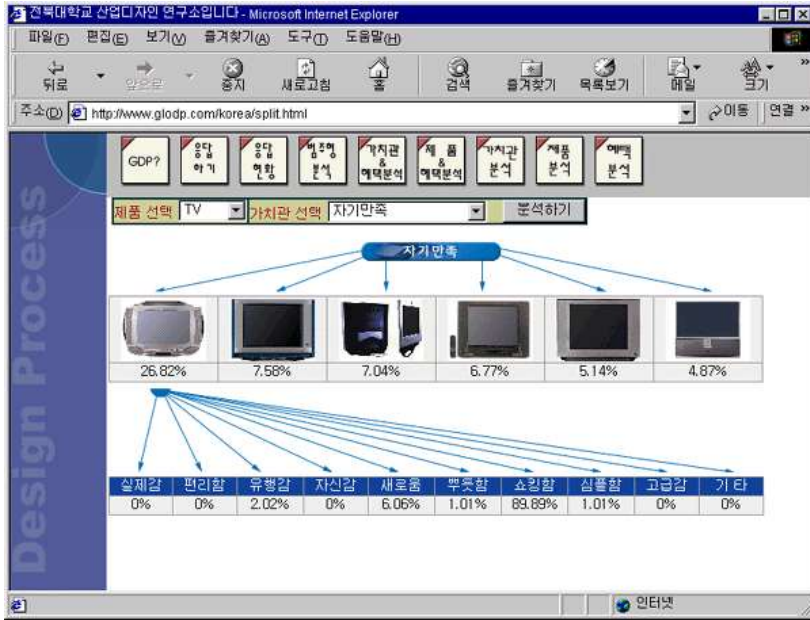 전북대학교 산업디자인 연구소입니다 - Microsoft Internet Explorer
파일(F) 편집(E) 보기(V) 즐겨찾기(A) 도구(T) 도움말(H)
뒤로 앞으로 중지 새로고침 홈 검색 즐겨찾기 목록보기 메일 크기 »
주소(D) http://www.glodp.com/korea/split.html 이동 연결 »
GDP? 응답하기 응답현황 범주형분석 가치관&혜택분석 제품&혜택분석 가치관분석 제품분석 혜택분석
제품 선택 TV 가치관 선택 자기만족 분석하기
자기만족
26.82% 7.58% 7.04% 6.77% 5.14% 4.87%
실제감 편리함 유행감 자신감 새로움 뿌듯함 쇼킹함 심플함 고급감 기타
0% 0% 2.02% 0% 6.06% 1.01% 89.89% 1.01% 0% 0%
Design Process
인터넷